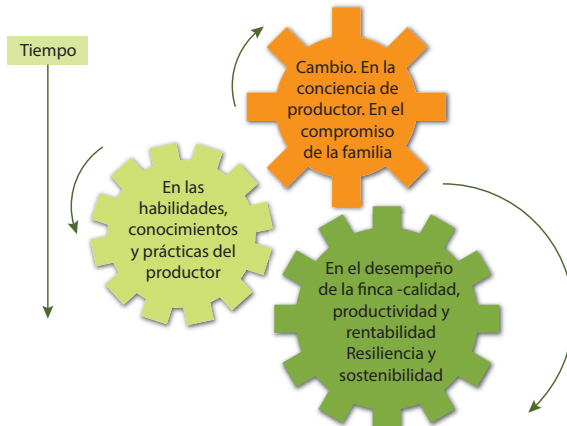 Tiempo
Cambio. En la
conciencia de
productor. En el
compromiso
de la familia
En las
habilidades,
conocimientos
y prácticas del
productor
En el desempeño
de la finca -calidad,
productividad y
rentabilidad
Resiliencia y
sostenibilidad